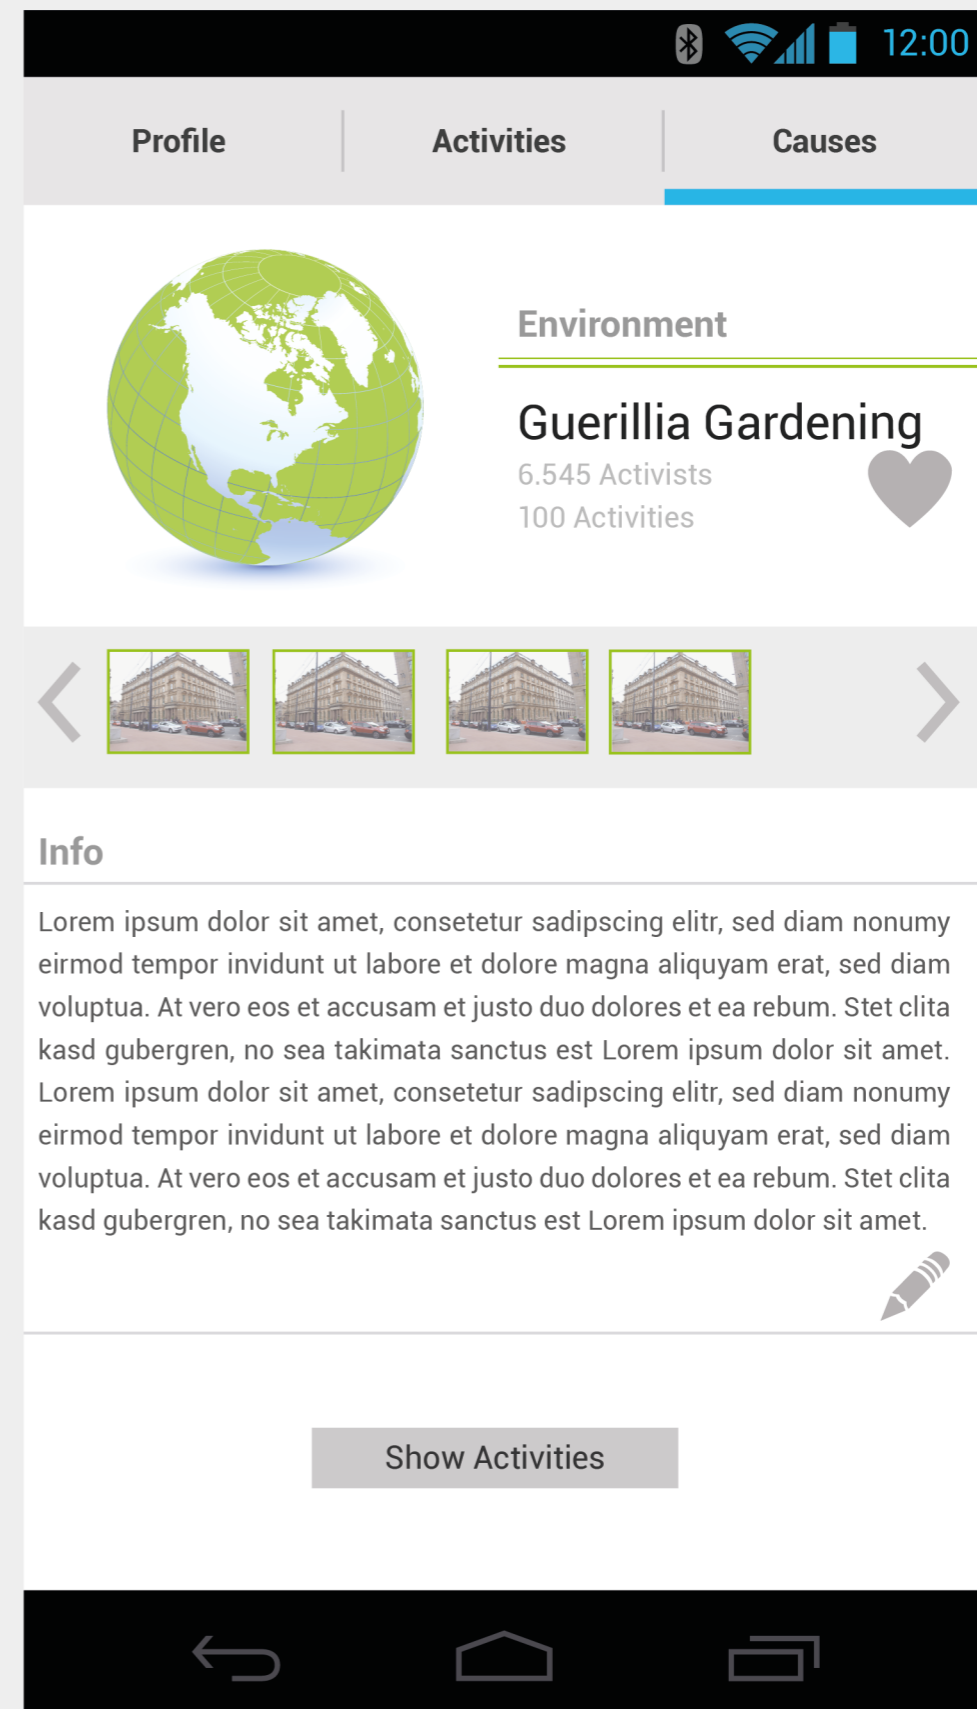 12:00
Profile
Activities
Causes
Environment
Guerillia Gardening
6.545 Activists
100 Activities
Info
Lorem ipsum dolor sit amet, consetetur sadipscing elitr, sed diam nonumy
eirmod tempor invidunt ut labore et dolore magna aliquyam erat, sed diam
voluptua. At vero eos et accusam et justo duo dolores et ea rebum. Stet clita
kasd gubergren, no sea takimata sanctus est Lorem ipsum dolor sit amet.
Lorem ipsum dolor sit amet, consetetur sadipscing elitr, sed diam nonumy
eirmod tempor invidunt ut labore et dolore magna aliquyam erat, sed diam
voluptua. At vero eos et accusam et justo duo dolores et ea rebum. Stet clita
kasd gubergren, no sea takimata sanctus est Lorem ipsum dolor sit amet.
Show Activities